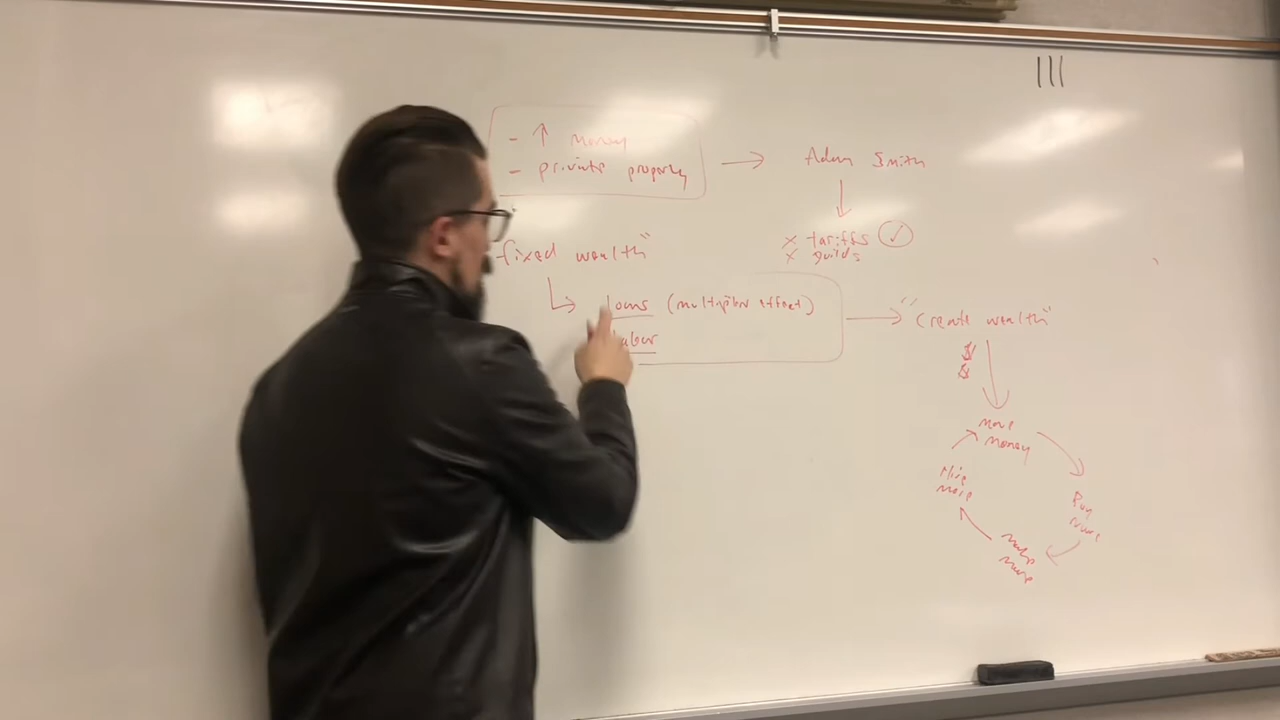 III
- ↑ Money
- private property → Adam Smith
↓
x tariffs ✓
x guilds
fixed wealth"
↳ loans (multiplier effect)
labor
→ "Create wealth"
$
$
↓
More
money
Buy
more
Make
more
Hire
more